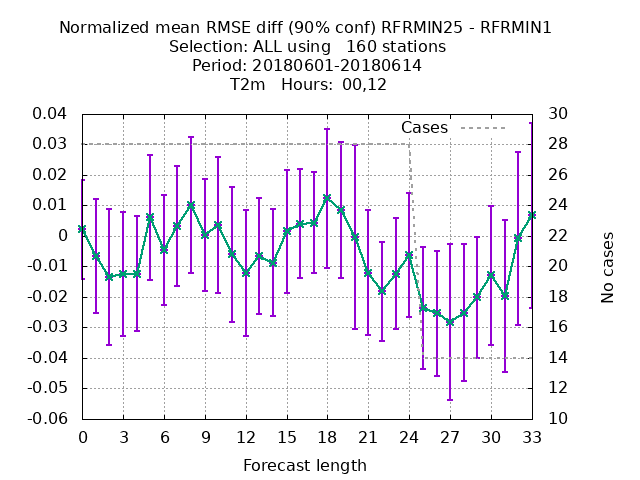 Normalized mean RMSE diff (90% conf) RFRMIN25 - RFRMIN1
Selection: ALL using   160 stations
Period: 20180601-20180614
T2m   Hours: 00,12
Cases
0.04
0.03
0.02
0.01
0
-0.01
-0.02
-0.03
-0.04
-0.05
-0.06
30
28
26
24
22
20
18
16
14
12
10
No cases
0 3 6 9 12 15 18 21 24 27 30 33
Forecast length